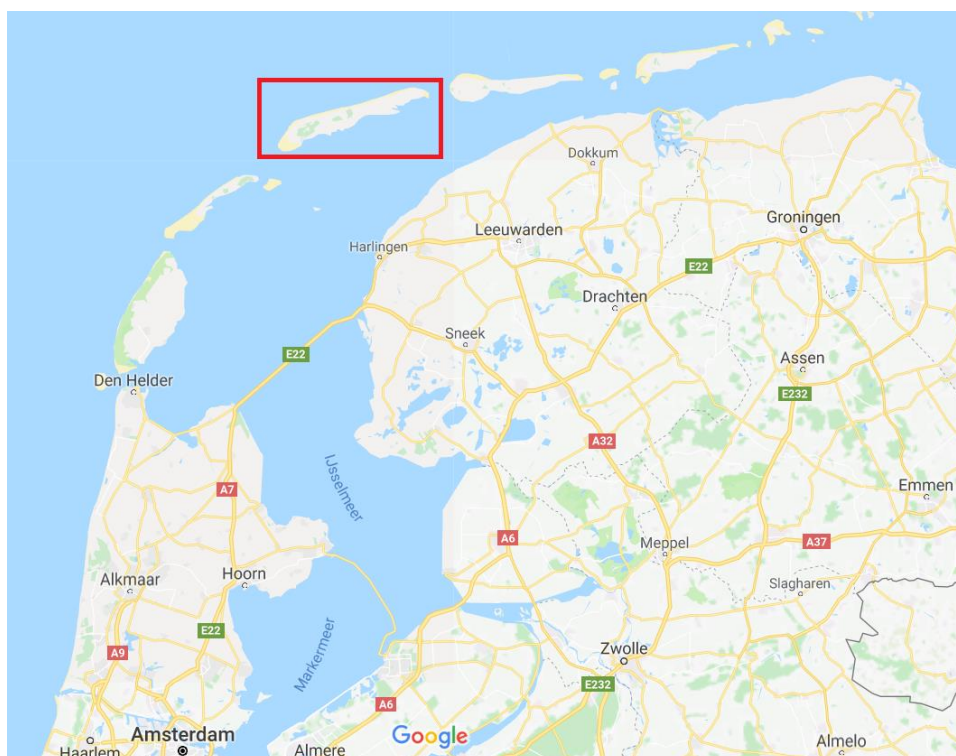 Dokkum
Groningen
Leeuwarden
Harlingen
E22
Drachten
Sneek
E22
Assen
Den Helder
E232
A32
IJsselmeer
A7
Emmen
A6
A37
Meppel
Alkmaar
Hoorn
Slagharen
E22
Markermeer
A9
Zwolle
E232
A6
Amsterdam
Google
Almelo
Haarlem
Almere